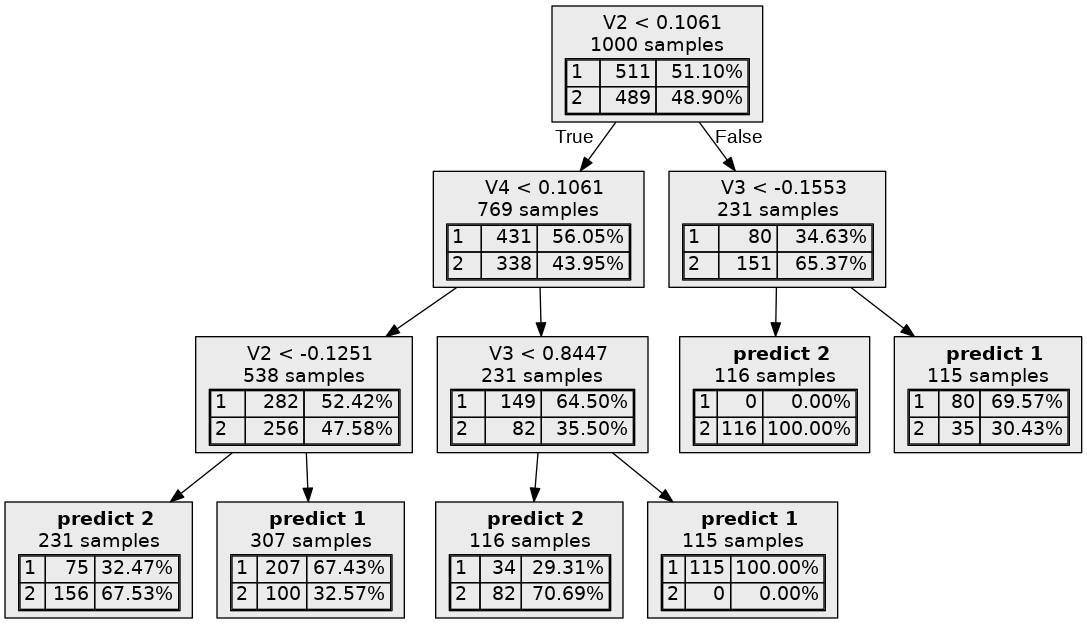 V2 < 0.1061
1000 samples
1 511 51.10%
2 489 48.90%
True
False
V4 < 0.1061
769 samples
1 431 56.05%
2 338 43.95%
V3 < -0.1553
231 samples
1 80 34.63%
2 151 65.37%
V2 < -0.1251
538 samples
1 282 52.42%
2 256 47.58%
V3 < 0.8447
231 samples
1 149 64.50%
2 82 35.50%
predict 2
116 samples
1 0 0.00%
2 116 100.00%
predict 1
115 samples
1 80 69.57%
2 35 30.43%
predict 2
231 samples
1 75 32.47%
2 156 67.53%
predict 1
307 samples
1 207 67.43%
2 100 32.57%
predict 2
116 samples
1 34 29.31%
2 82 70.69%
predict 1
115 samples
1 115 100.00%
2 0 0.00%